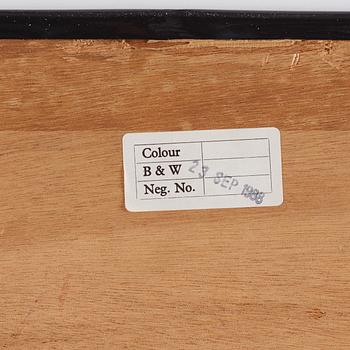 Colour
B & W
Neg. No.
23 SEP 1988